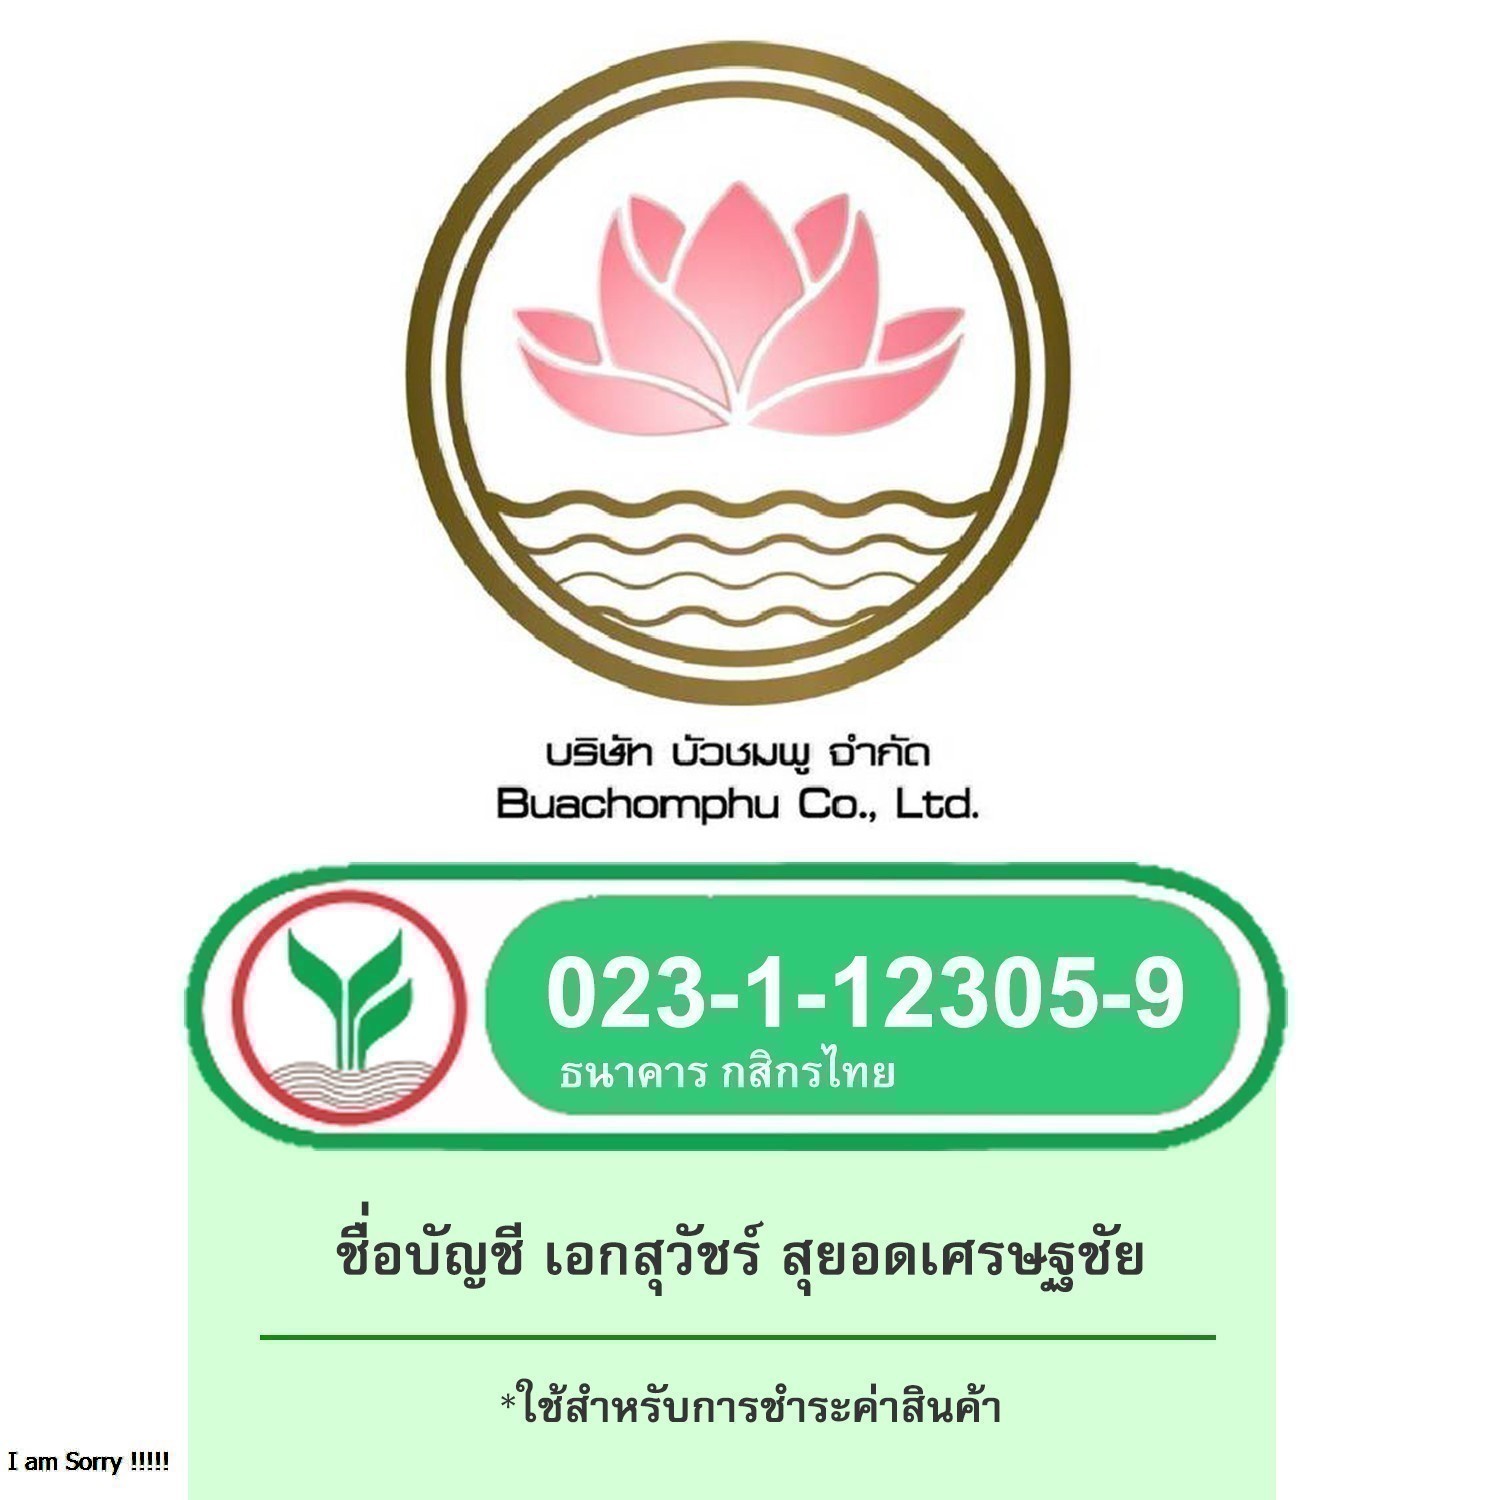 บริษัท บัวชมพู จำกัด
Buachomphu Co., Ltd.
023-1-12305-9
ธนาคาร กสิกรไทย
ชื่อบัญชี เอกสุวัชร์ สุยอดเศรษฐชัย
*ใช้สำหรับการชำระค่าสินค้า
I am Sorry !!!!!